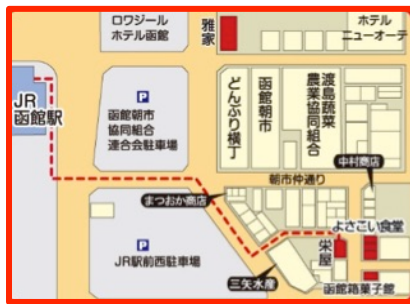 ロワジール
ホテル函館
雅家
ホテル
ニューオーテ
JR
函館駅
P
函館朝市
協同組合
連合会駐車場
どんぶり横丁
函館朝市
渡島蔬菜
農業協同組合
中村商店
朝市仲通り
まつおか商店
よさこい食堂
P
JR駅前西駐車場
栄屋
三矢水産
函館箱菓子館